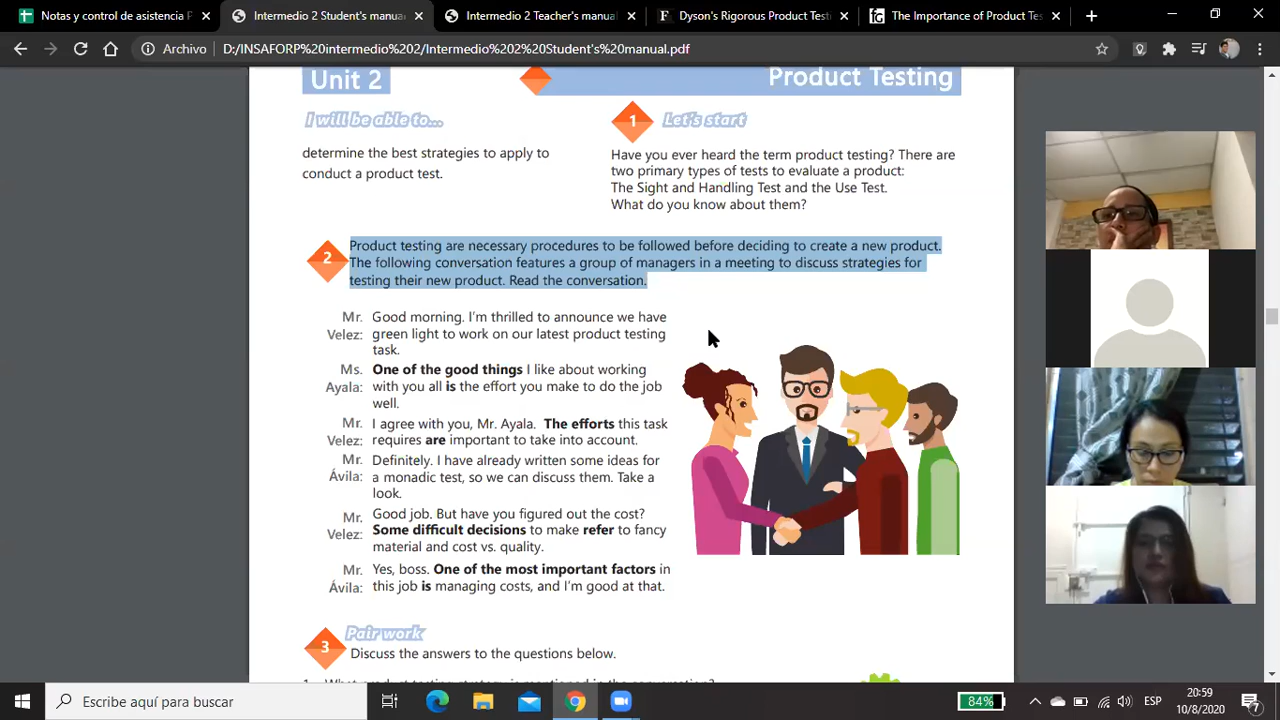 Notas y control de asistencia P
Intermedio 2 Student's manua
Intermedio 2 Teacher's manual
Dyson's Rigorous Product Test
The Importance of Product Tes
Archivo
D:/INSAFORP%20intermedio%202/Intermedio%202%20Student's%20manual.pdf
Unit 2
Product Testing
I will be able to...
determine the best strategies to apply to
conduct a product test.
1
Let's start
Have you ever heard the term product testing? There are
two primary types of tests to evaluate a product:
The Sight and Handling Test and the Use Test.
What do you know about them?
2
Product testing are necessary procedures to be followed before deciding to create a new product.
The following conversation features a group of managers in a meeting to discuss strategies for
testing their new product. Read the conversation.
Mr. Good morning. I'm thrilled to announce we have
Velez: green light to work on our latest product testing
task.
Ms. One of the good things I like about working
Ayala: with you all is the effort you make to do the job
well.
Mr. I agree with you, Mr. Ayala. The efforts this task
Velez: requires are important to take into account.
Mr. Definitely. I have already written some ideas for
Ávila: a monadic test, so we can discuss them. Take a
look.
Mr. Good job. But have you figured out the cost?
Velez: Some difficult decisions to make refer to fancy
material and cost vs. quality.
Mr. Yes, boss. One of the most important factors in
Ávila: this job is managing costs, and I'm good at that.
3
Pair work
Discuss the answers to the questions below.
1. What product testing strategy is mentioned in the conversation?
Escribe aquí para buscar
84%
ESP
20:59
10/8/2020
7